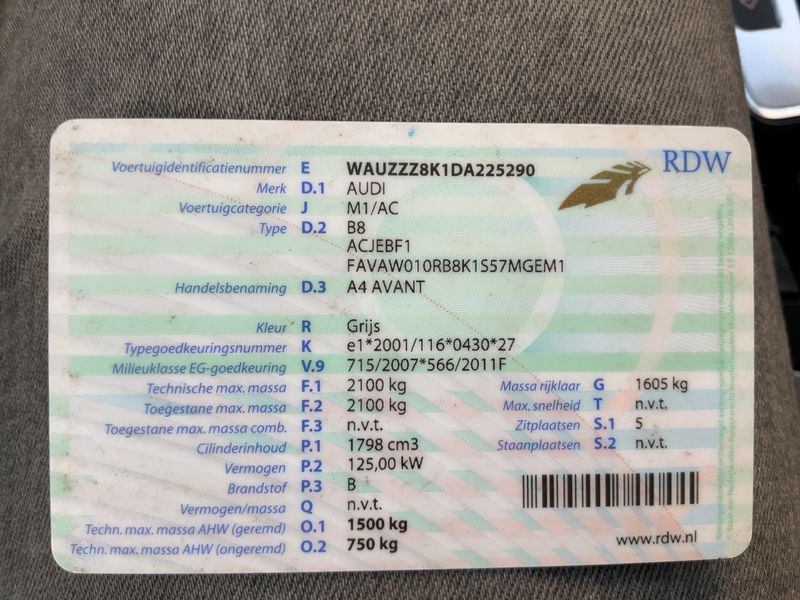 RDW
Voertuigidentificatienummer E WAUZZZ8K1DA225290
Merk D.1 AUDI
Voertuigcategorie J M1/AC
Type D.2 B8
ACJEBF1
FAVAW010RB8K1S57MGEM1
Handelsbenaming D.3 A4 AVANT
Kleur R Grijs
Typegoedkeuringsnummer K e1*2001/116*0430*27
Milieuklasse EG-goedkeuring V.9 715/2007*566/2011F
Technische max. massa F.1 2100 kg Massa rijklaar G 1605 kg
Toegestane max. massa F.2 2100 kg Max. snelheid T n.v.t.
Toegestane max. massa comb. F.3 n.v.t. Zitplaatsen S.1 5
Cilinderinhoud P.1 1798 cm3 Staanplaatsen S.2 n.v.t.
Vermogen P.2 125,00 kW
Brandstof P.3 B
Vermogen/massa Q n.v.t.
Techn. max. massa AHW (geremd) O.1 1500 kg
Techn. max. massa AHW (ongeremd) O.2 750 kg
www.rdw.nl